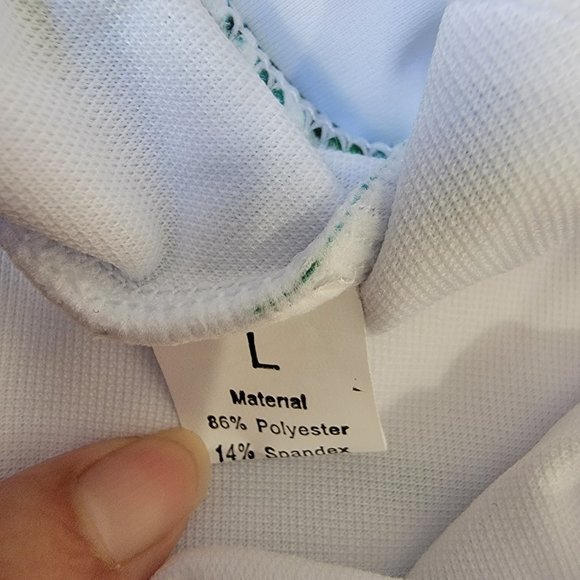 L
Material
86% Polyester
14% Spandex